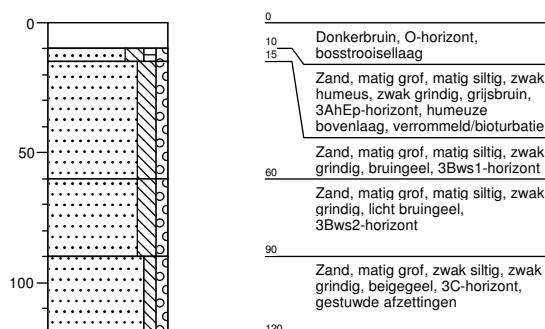 0
0
Donkerbruin, O-horizont,
bosstrooisellaag
10
15
Zand, matig grof, matig siltig, zwak
humeus, zwak grindig, grijsbruin,
3AhEp-horizont, humeuze
bovenlaag, verrommeld/bioturbatie
50
Zand, matig grof, matig siltig, zwak
grindig, bruingeel, 3Bws1-horizont
60
Zand, matig grof, matig siltig, zwak
grindig, licht bruingeel,
3Bws2-horizont
90
Zand, matig grof, zwak siltig, zwak
grindig, beigegeel, 3C-horizont,
gestuwde afzettingen
100
120